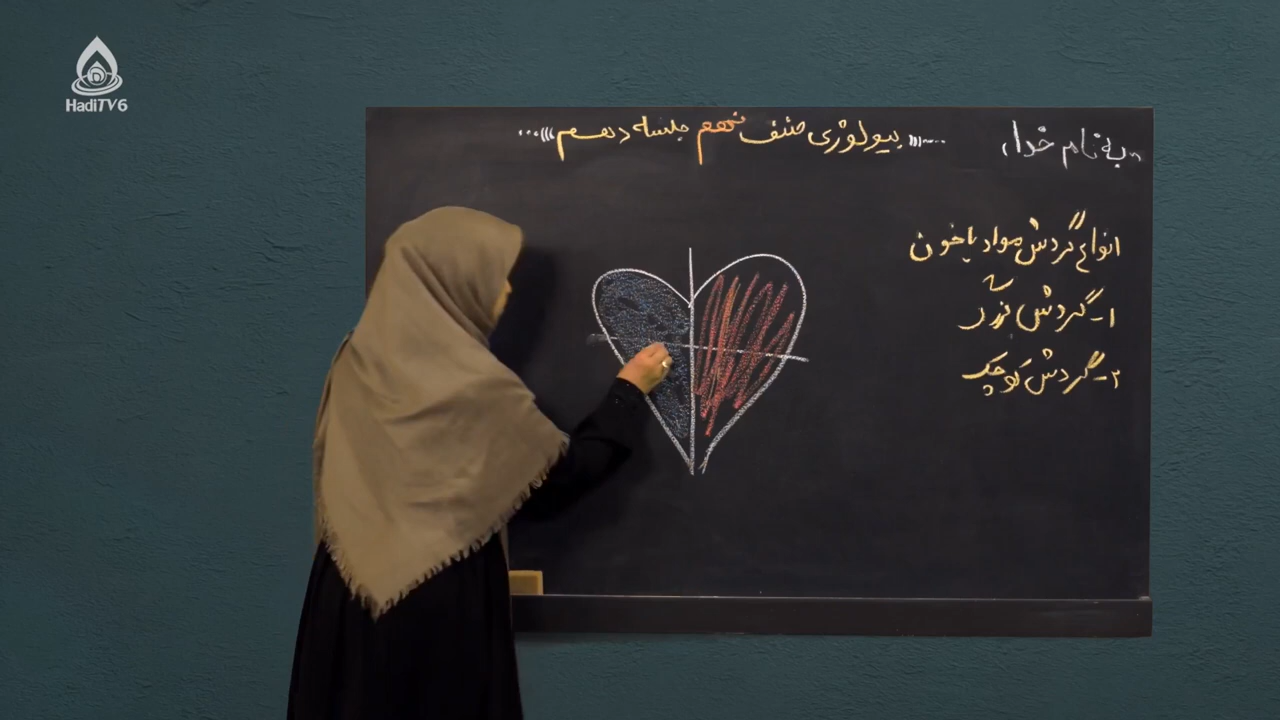 HadiTV6
به نام خدا
بیولوژی صنف نهم جلسه دهم
انواع گردش مواد یا خون
۱-گردش بزرگ
۲-گردش کوچک